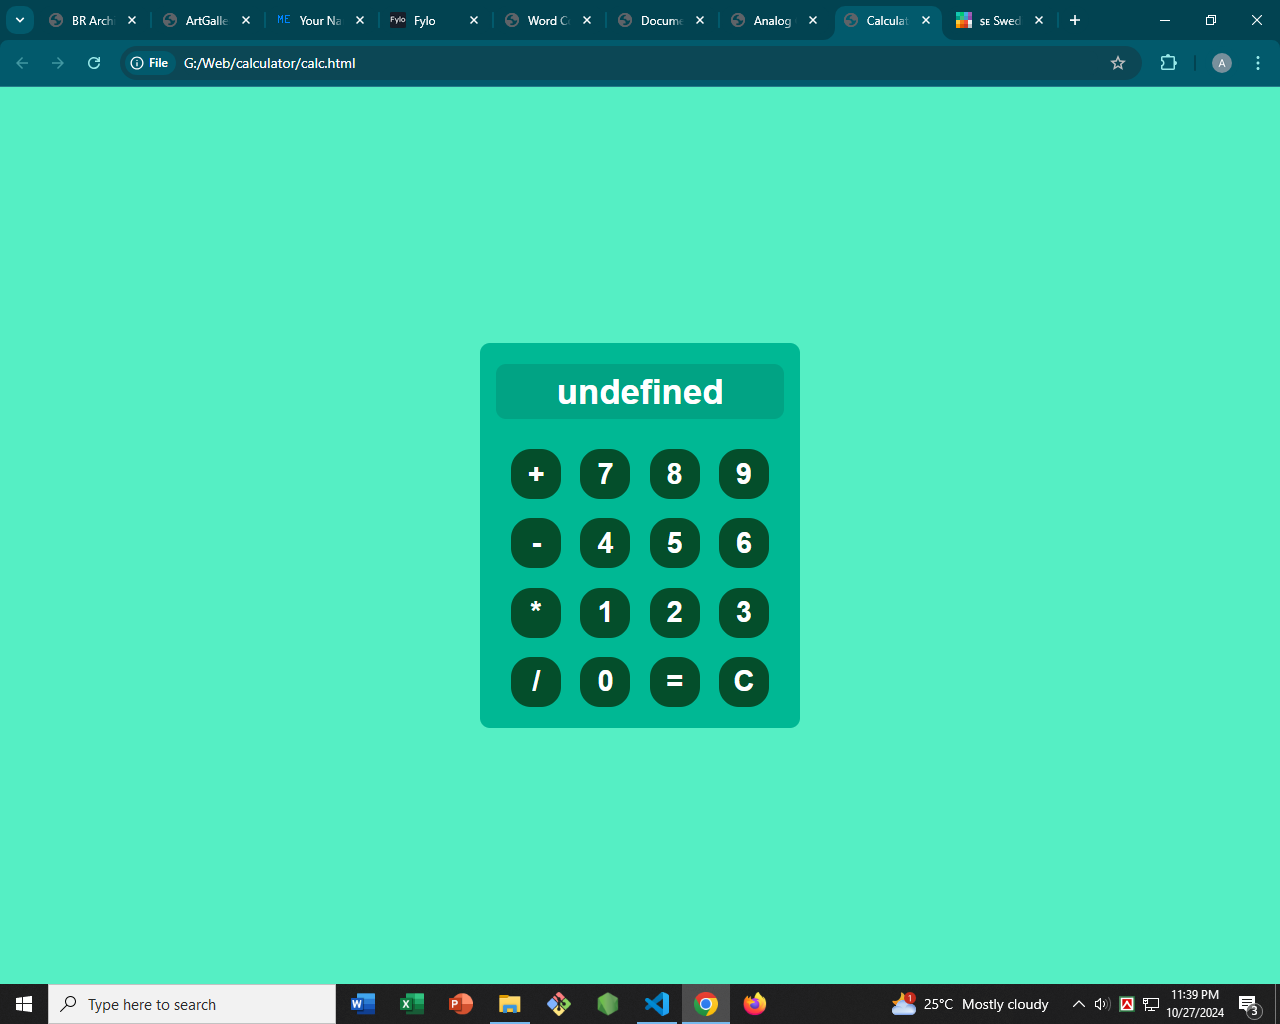 BR Archi
ArtGalle
ME Your Na
Fylo Fylo
Word C
Docume
Analog
Calculat
SE Swed
File G:/Web/calculator/calc.html
A
undefined
+ 7 8 9
- 4 5 6
* 1 2 3
/ 0 = C
Type here to search
1
25°C Mostly cloudy
11:39 PM
10/27/2024
3